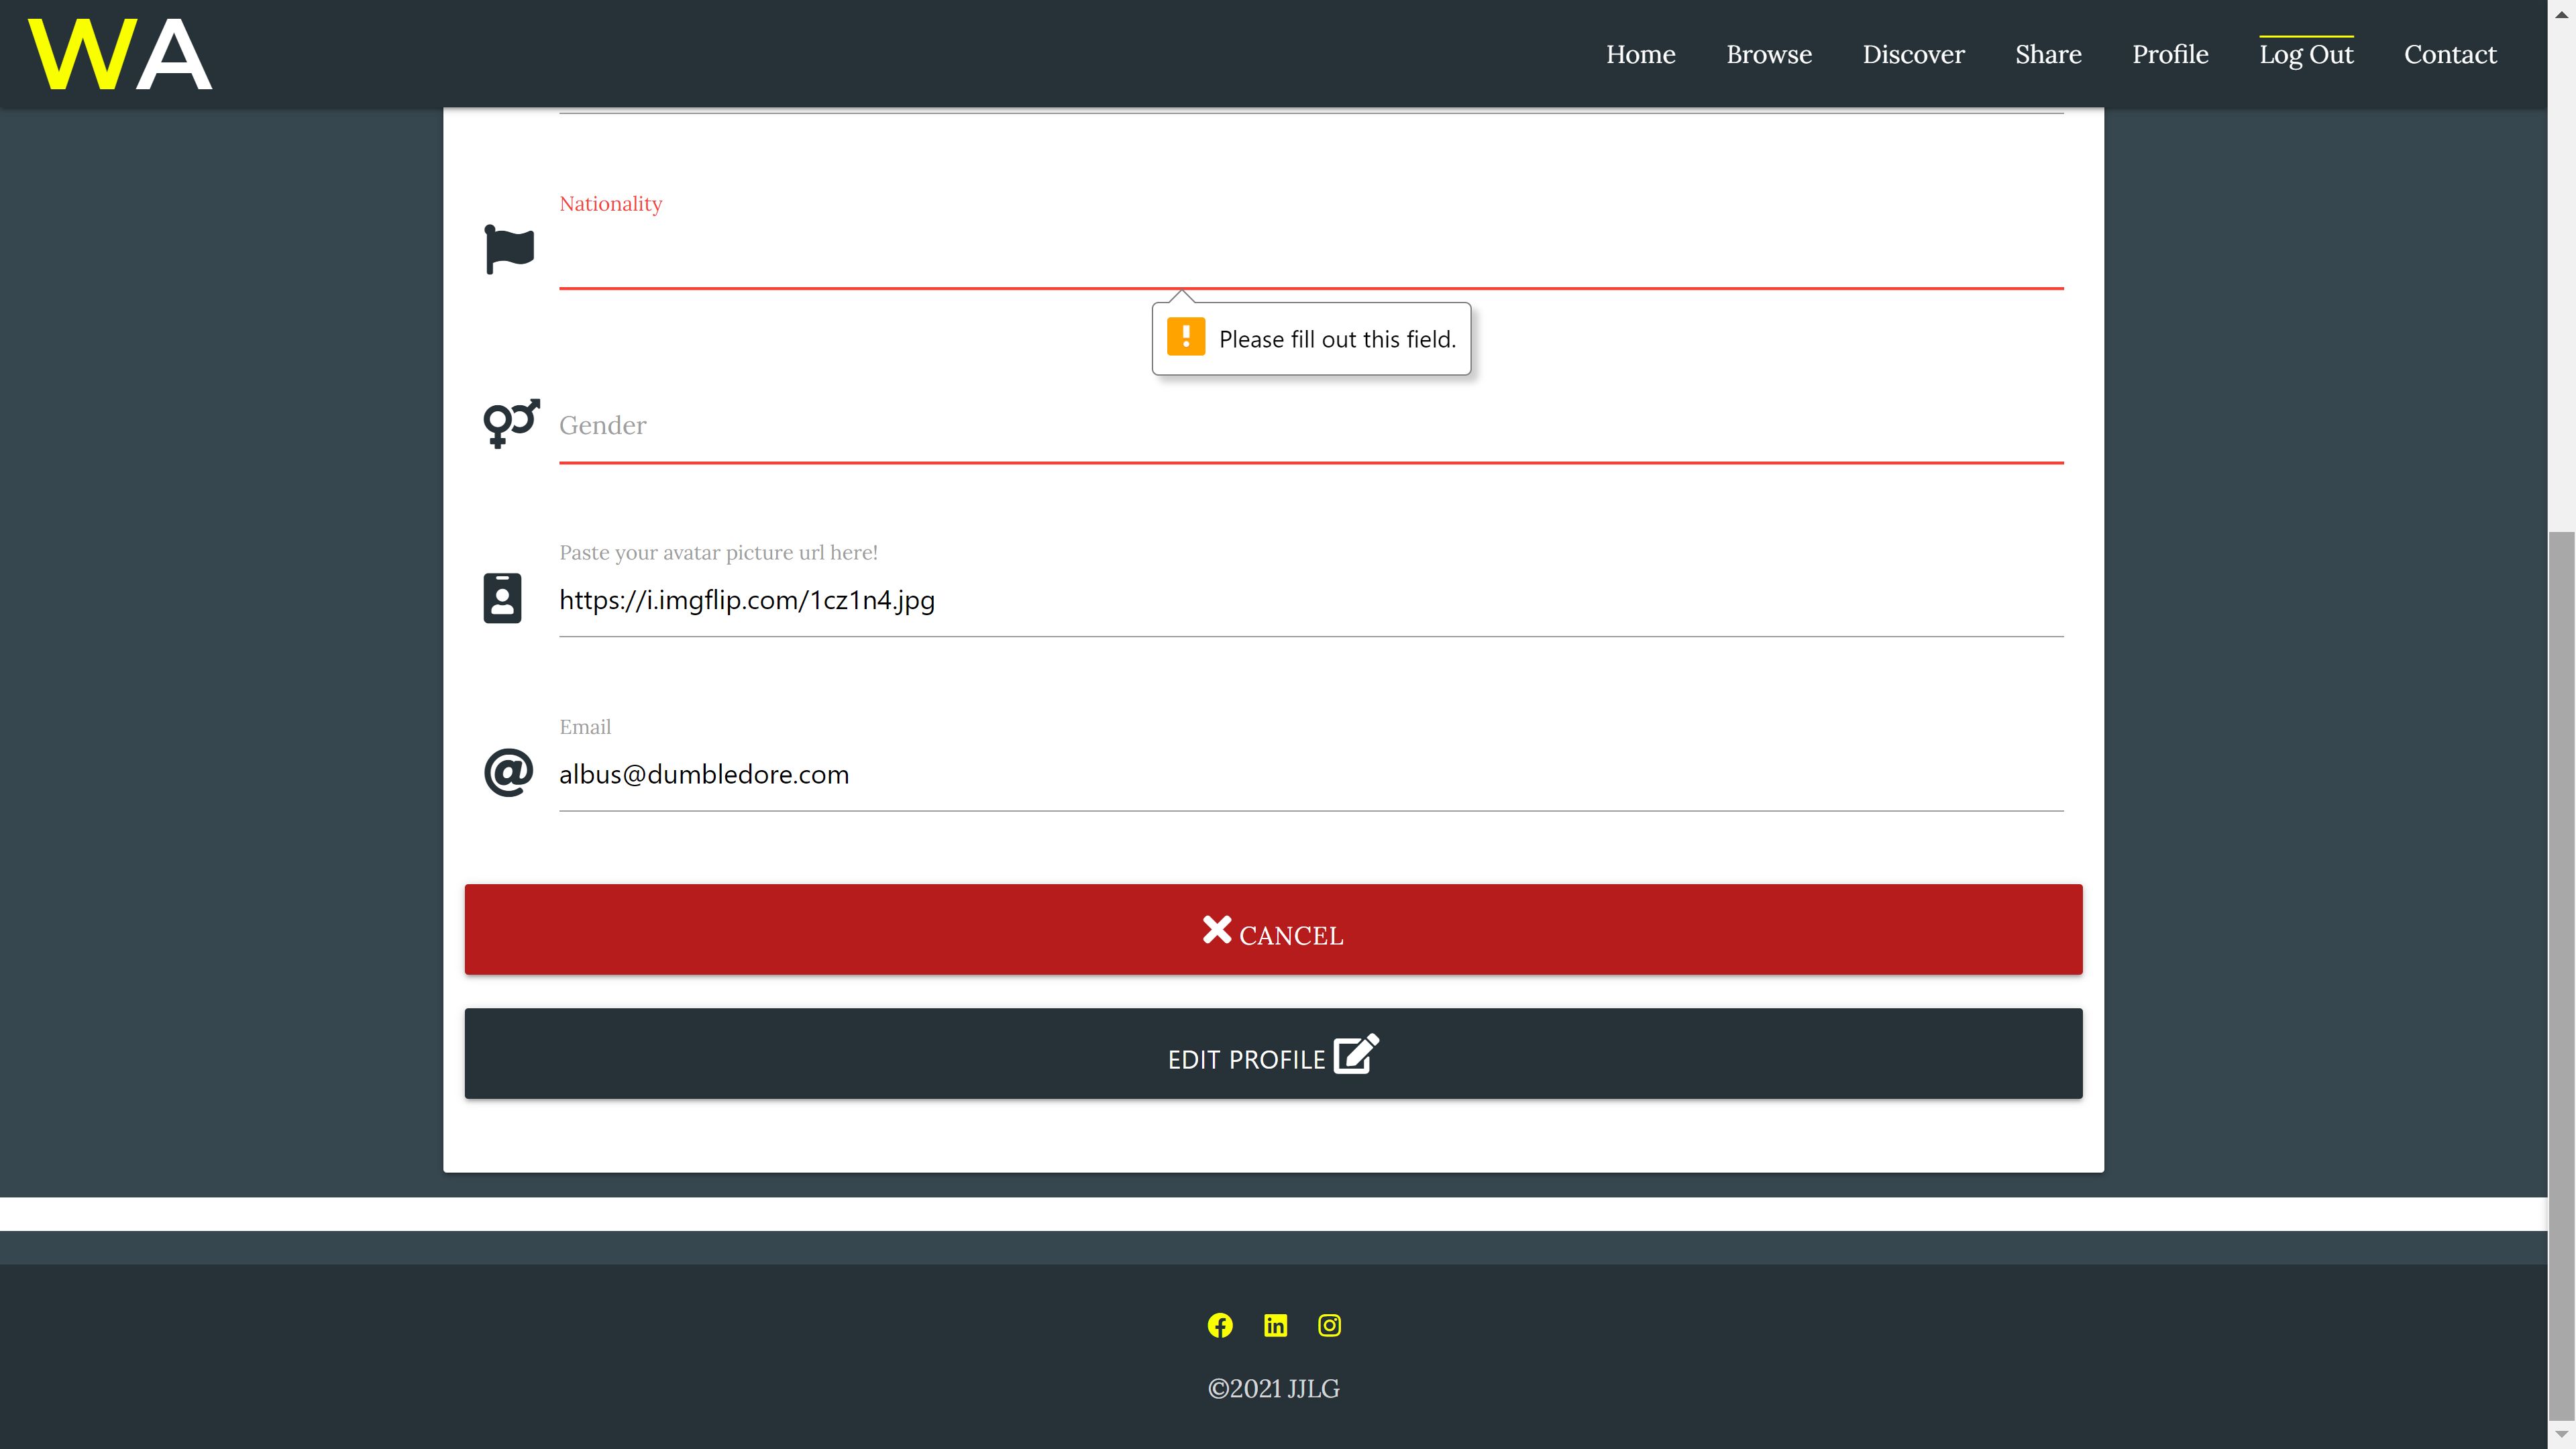 WA
Home Browse Discover Share Profile Log Out Contact
Nationality
Please fill out this field.
Gender
Paste your avatar picture url here!
https://i.imgflip.com/1cz1n4.jpg
Email
albus@dumbledore.com
CANCEL
EDIT PROFILE
©2021 JJLG